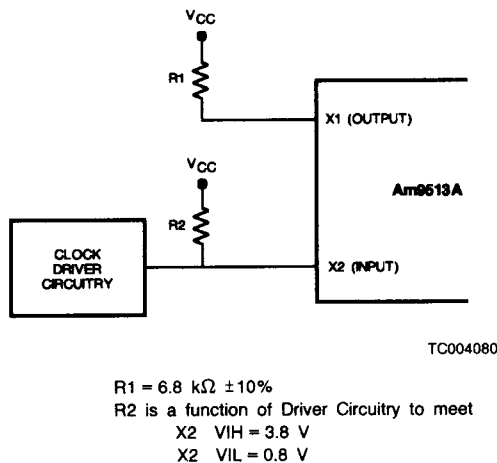 VCC
R1
X1 (OUTPUT)
VCC
Am9513A
R2
CLOCK
DRIVER
CIRCUITRY
X2 (INPUT)
TC004080
R1 = 6.8 kΩ ±10%
R2 is a function of Driver Circuitry to meet
X2 VIH = 3.8 V
X2 VIL = 0.8 V